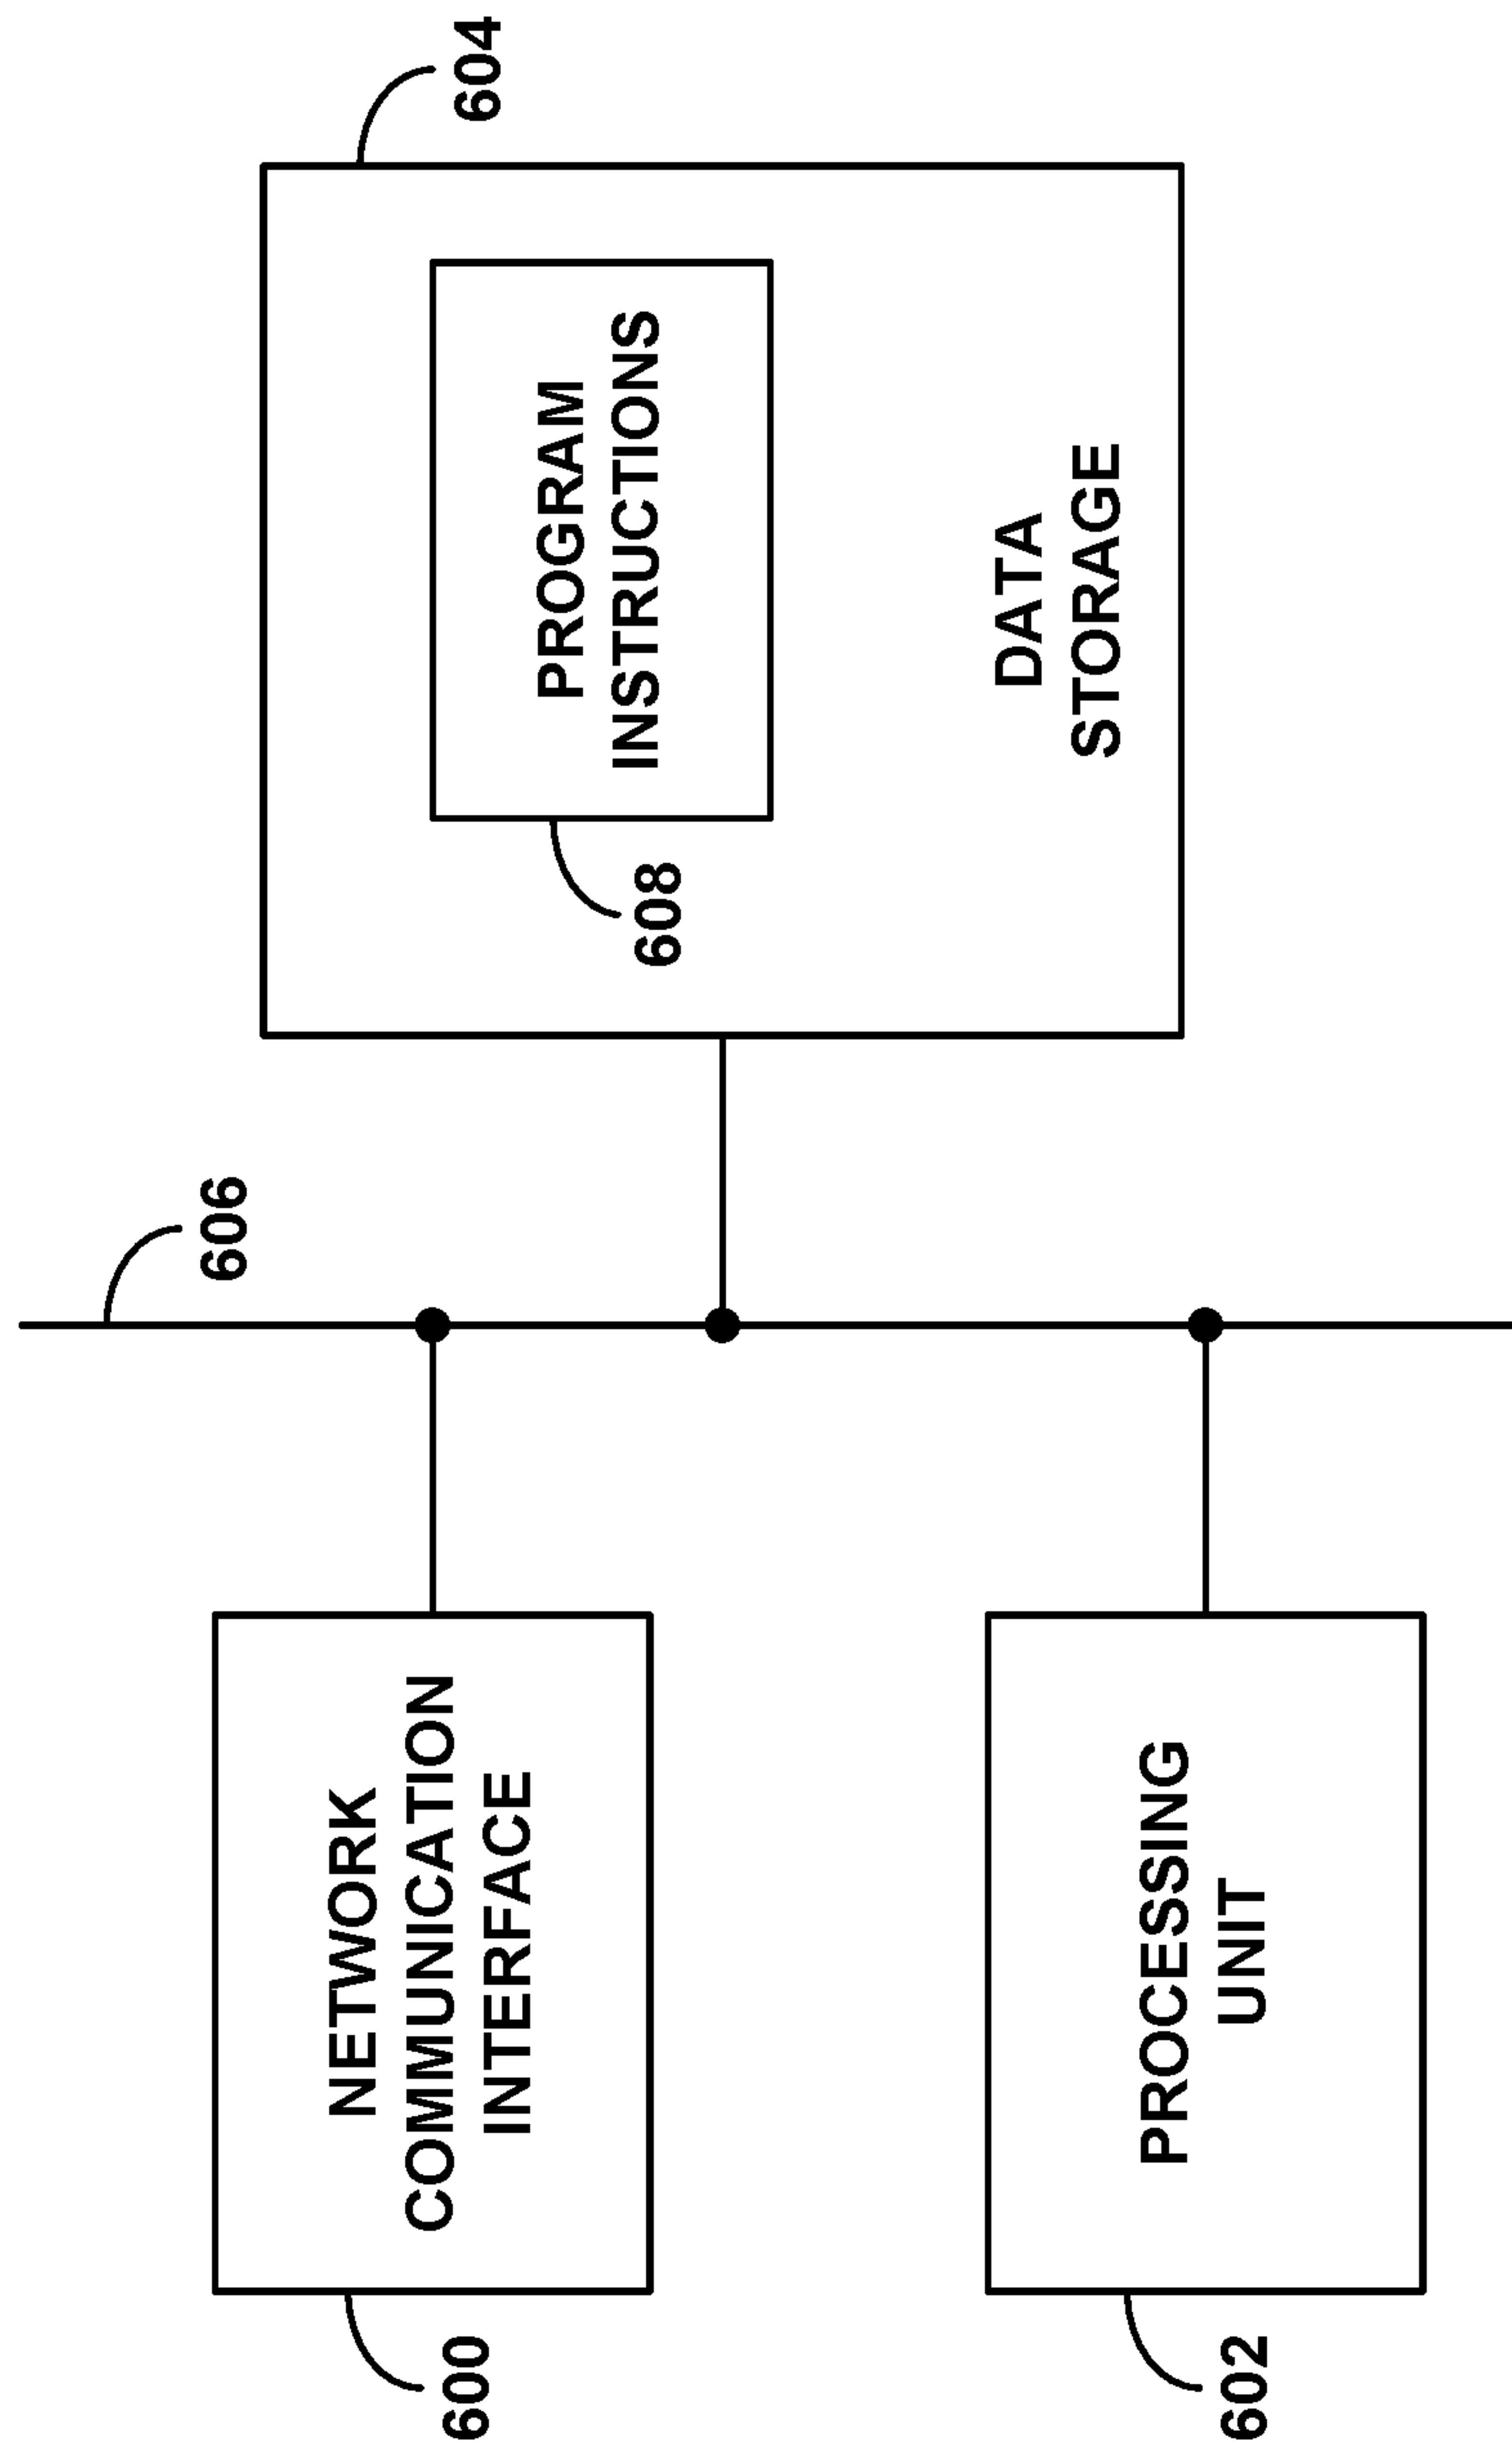 600
NETWORK
COMMUNICATION
INTERFACE
606
604
608
PROGRAM
INSTRUCTIONS
DATA
STORAGE
602
PROCESSING
UNIT